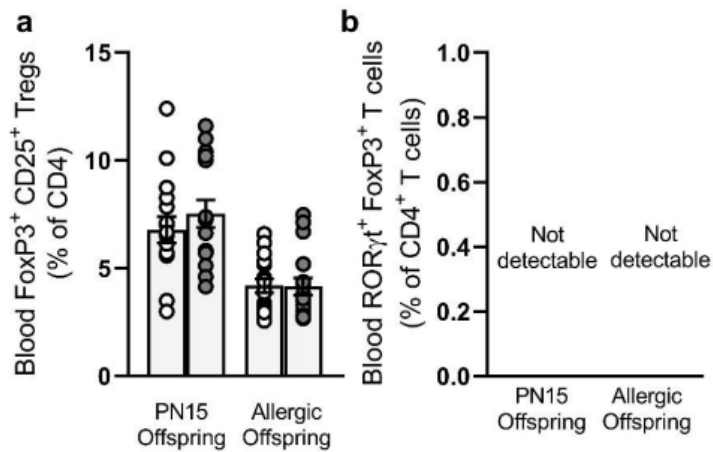 a
Blood FoxP3⁺ CD25⁺ Tregs
(% of CD4)
15
10
5
0
PN15
Offspring
Allergic
Offspring
b
Blood RORγt⁺ FoxP3⁺ T cells
(% of CD4⁺ T cells)
1.0
0.8
0.6
0.4
0.2
0.0
Not
detectable
Not
detectable
PN15
Offspring
Allergic
Offspring